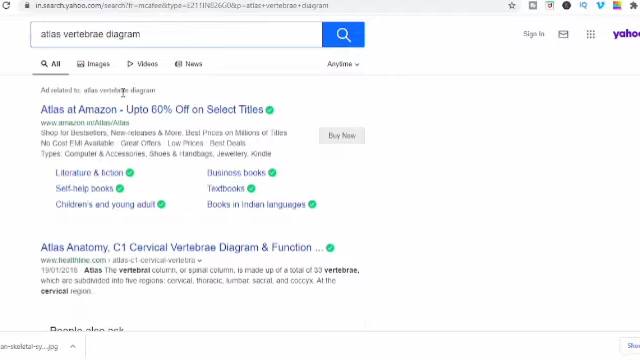 in.search.yahoo.com/search?fr=mcafee&type=E211IN826G0&p=atlas+vertebrae+diagram
atlas vertebrae diagram
Sign In
yahoo
All Images Videos News Anytime
Ad related to: atlas vertebrae diagram
Atlas at Amazon - Upto 60% Off on Select Titles
www.amazon.in/Atlas/Atlas
Shop for Bestsellers, New-releases & More. Best Prices on Millions of Titles
No Cost EMI Available · Great Offers · Low Prices · Best Deals
Types: Computer & Accessories, Shoes & Handbag, Jewellery, Kindle
Buy Now
Literature & fiction Business books
Self-help books Textbooks
Children's and young adult Books in Indian languages
Atlas Anatomy, C1 Cervical Vertebrae Diagram & Function ...
www.healthline.com › atlas-c1-cervical-vertebra
19/01/2018 · Atlas The vertebral column, or spinal column, is made up of a total of 33 vertebrae,
which are subdivided into five regions: cervical, thoracic, lumbar, sacral, and coccyx. At the
cervical region.
People also ask
an-skeletal-sy....jpg